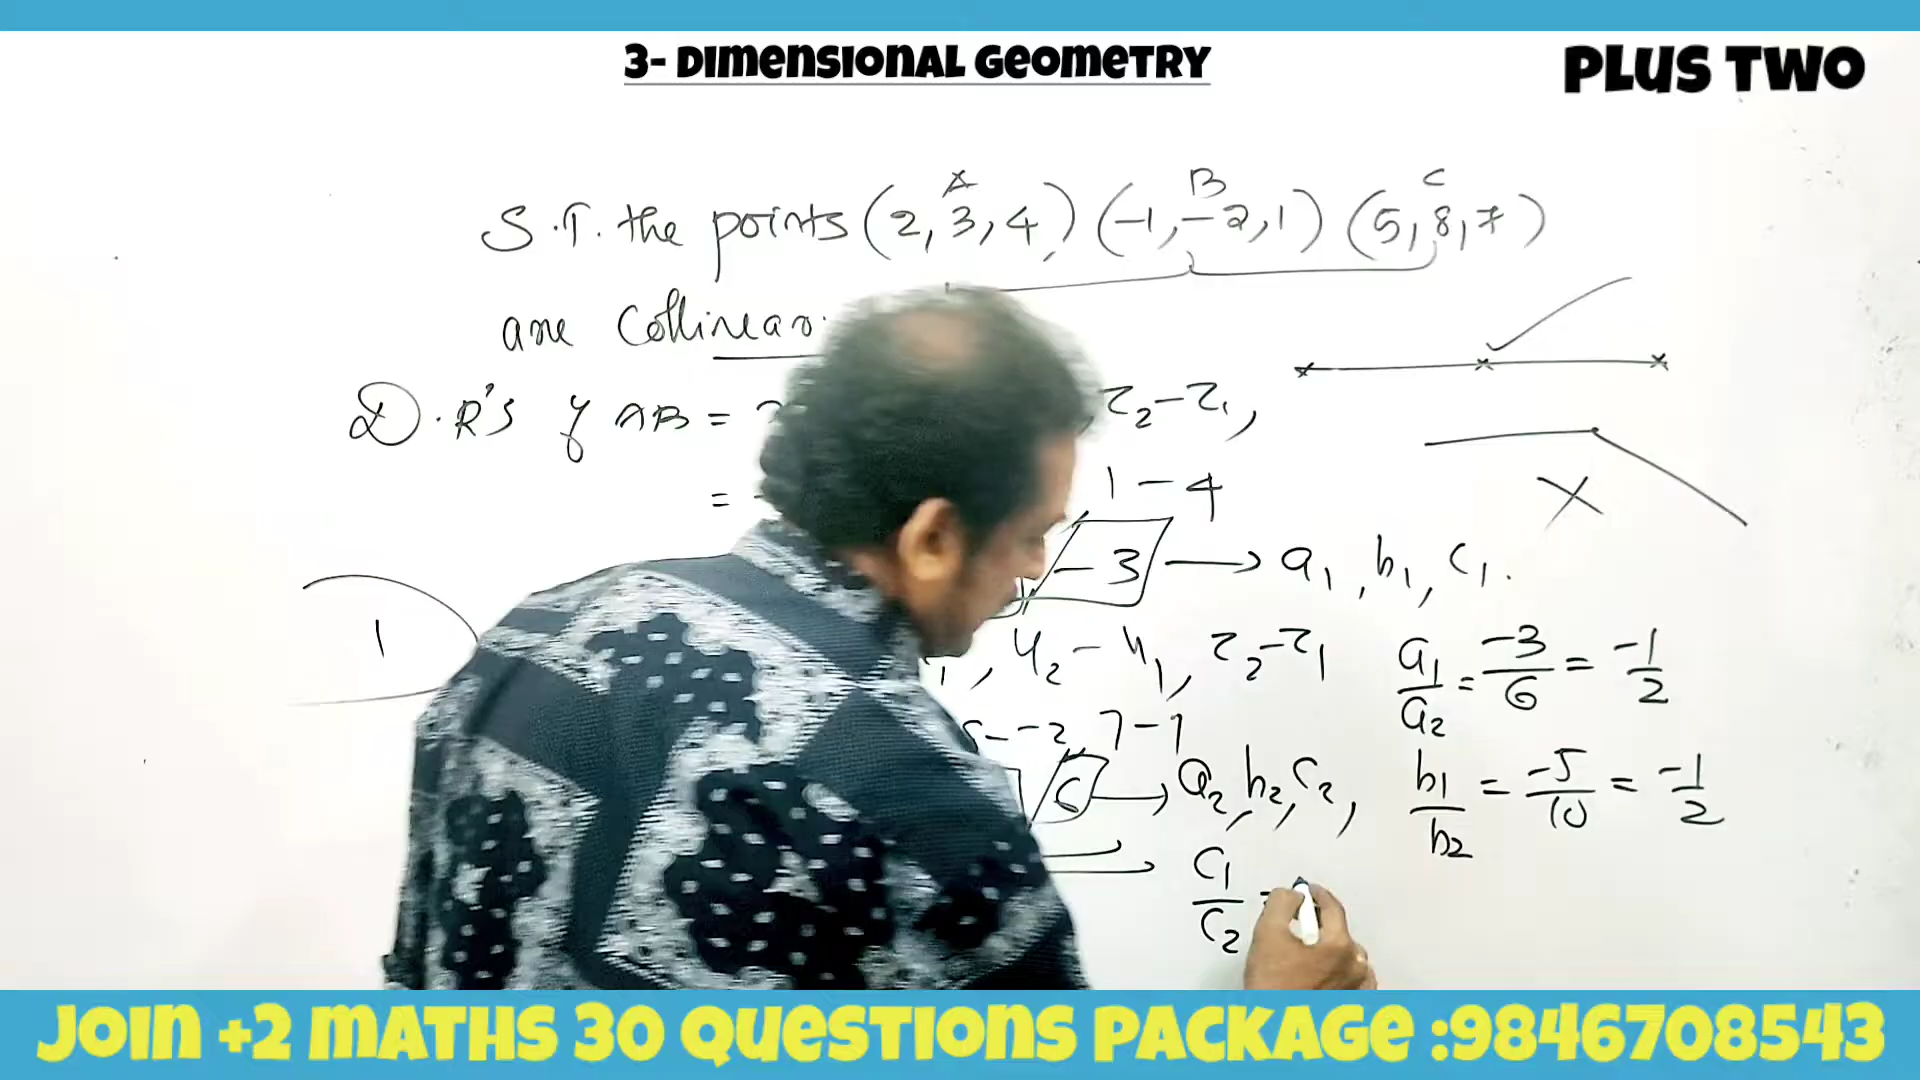 3- Dimensional Geometry
PLUS TWO
A B C
S.T. the points (2, 3, 4) (-1, -2, 1) (5, 8, 7)
are Collinear.
D.R's of AB = z₂-z₁,
= 1-4
-3 → a₁, b₁, c₁.
1
y₂-y₁, z₂-z₁
a₁/a₂ = -3/6 = -1/2
--2, 7-1
6 → a₂, b₂, c₂,
b₁/b₂ = -5/10 = -1/2
c₁/c₂
Join +2 maths 30 Questions Package :9846708543